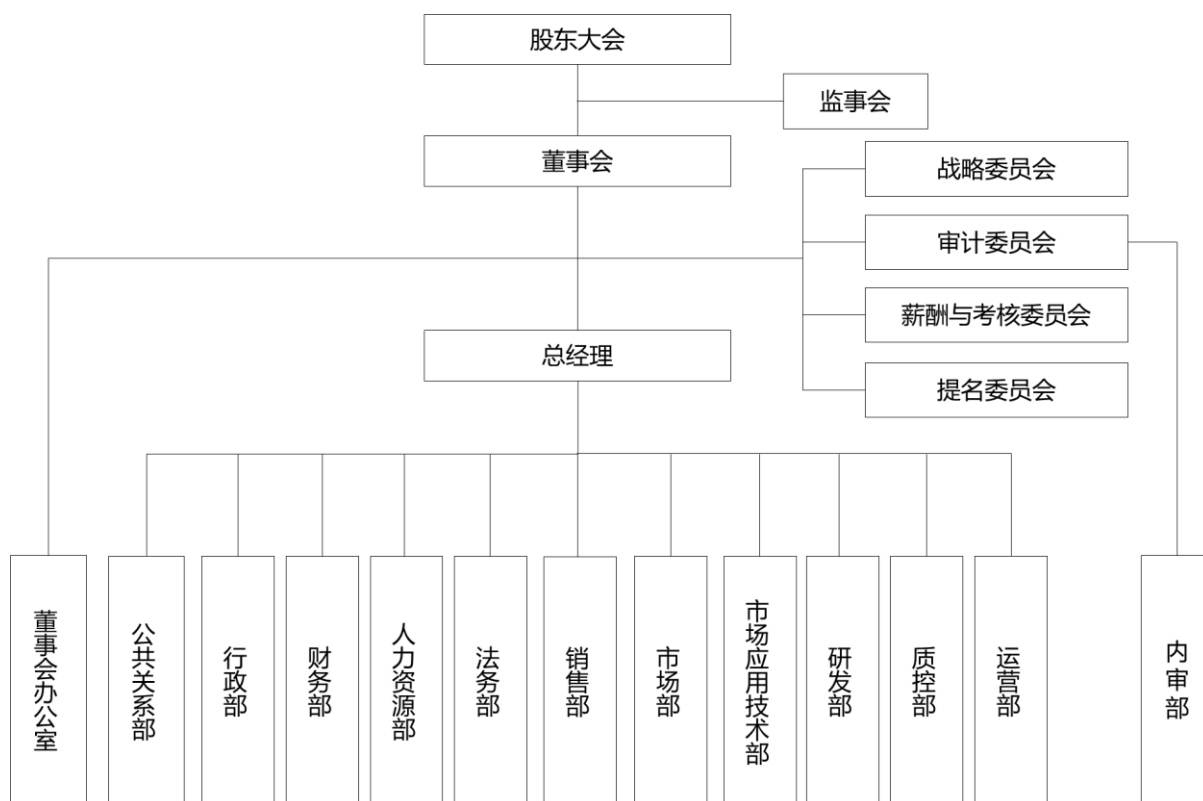 股东大会
监事会
董事会
战略委员会
审计委员会
薪酬与考核委员会
总经理
提名委员会
董事会办公室
公共关系部
行政部
财务部
人力资源部
法务部
销售部
市场部
市场应用技术部
研发部
质控部
运营部
内审部